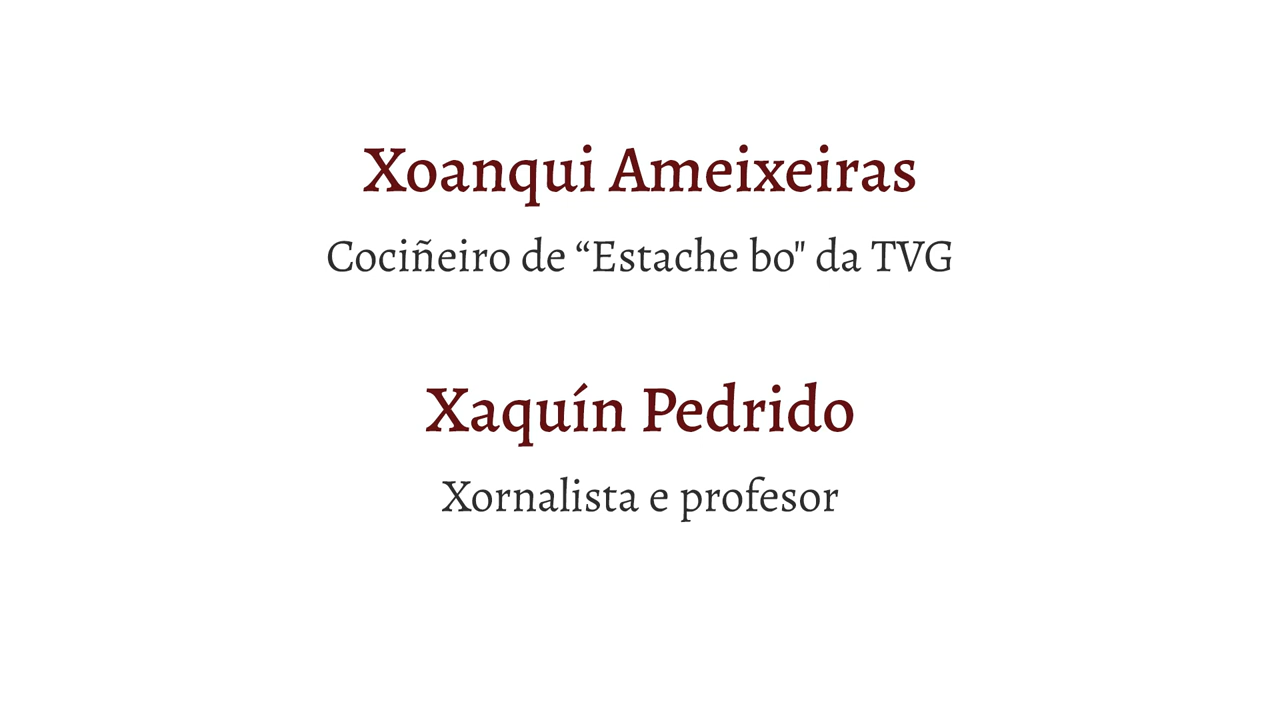 Xoanqui Ameixeiras
Cociñeiro de “Estache bo" da TVG
Xaquín Pedrido
Xornalista e profesor